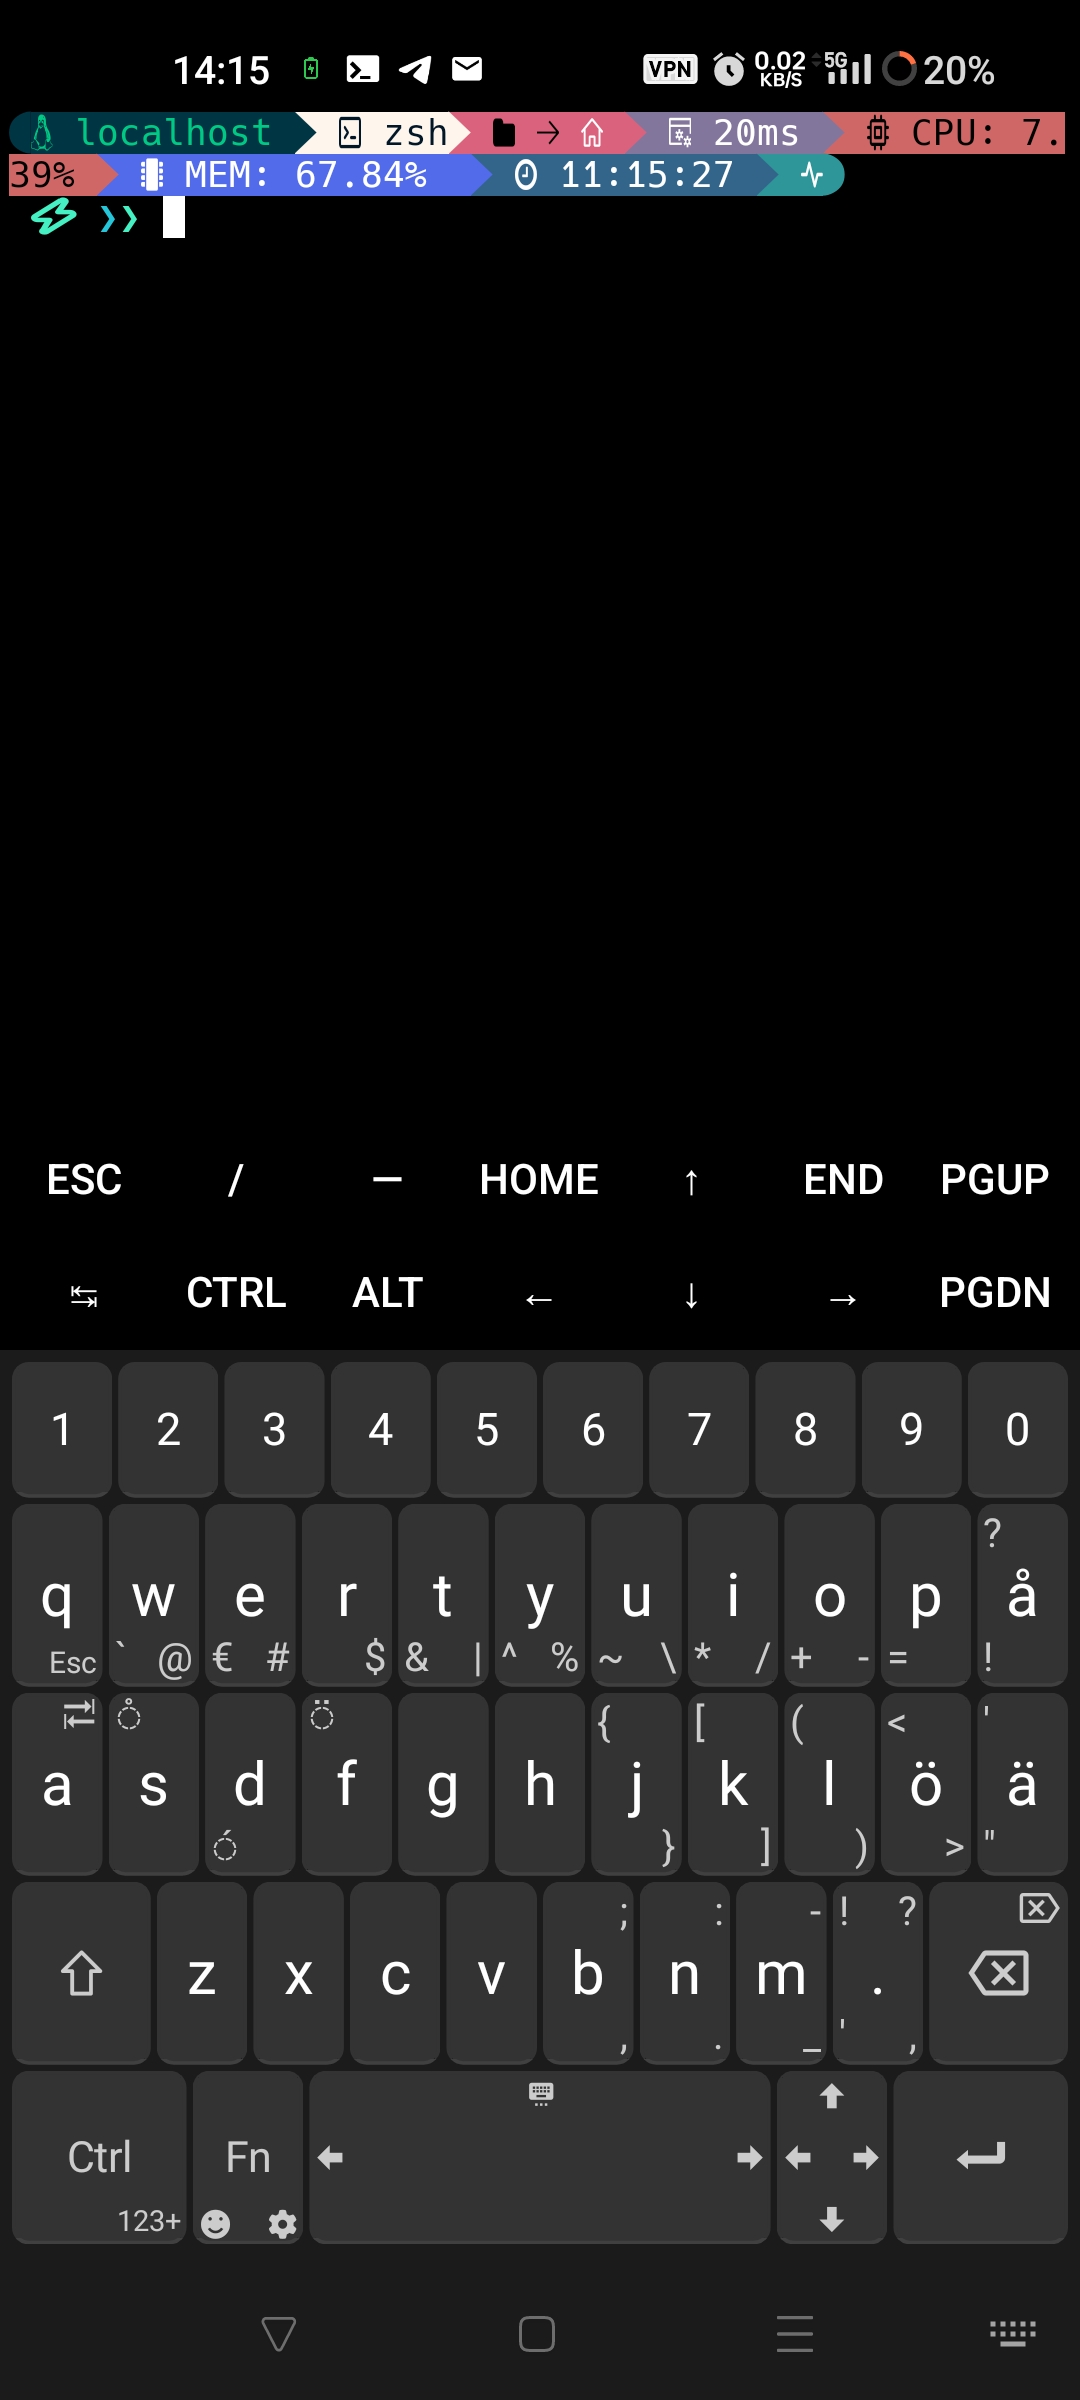 14:15 VPN 0.02 KB/S 5G 20%
localhost zsh → 20ms CPU: 7.
39% MEM: 67.84% 11:15:27
❯❯
ESC / — HOME ↑ END PGUP
⇆ CTRL ALT ← ↓ → PGDN
1 2 3 4 5 6 7 8 9 0
?
q w e r t y u i o p å
Esc ` @ € # $ & | ^ % ~ \ * / + - = !
{ [ ( < '
a s d f g h j k l ö ä
} ] ) > "
; : - ! ?
z x c v b n m .
, . _ ' ,
Ctrl Fn
123+